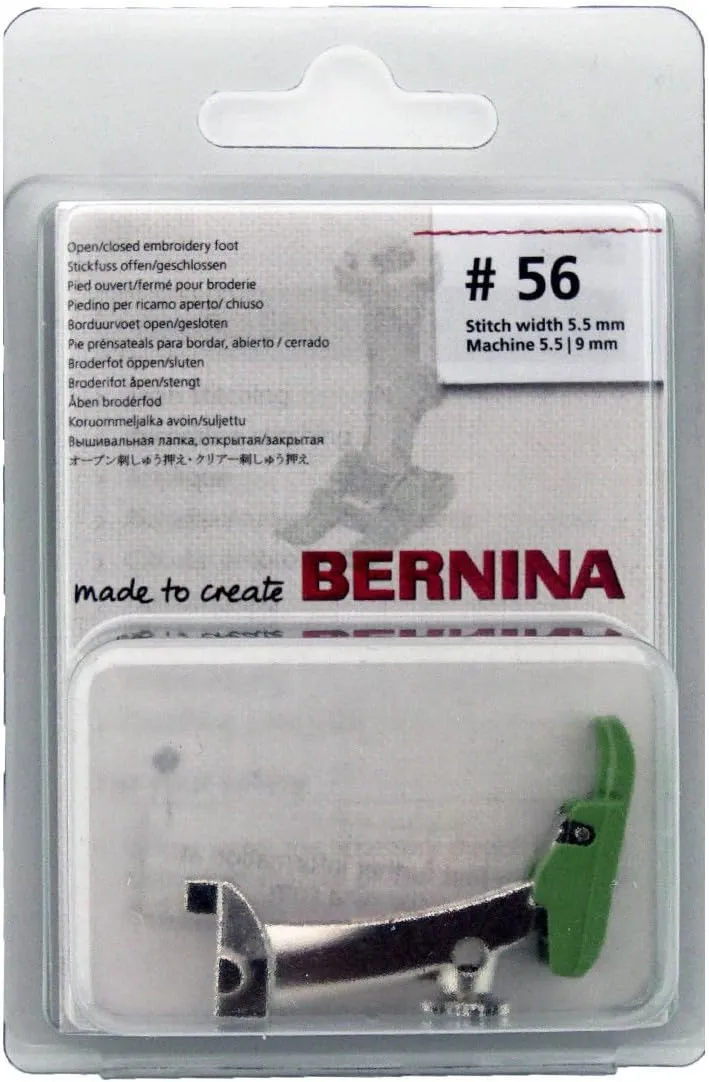 Open/closed embroidery foot
Stickfuss offen/geschlossen
Pied ouvert/fermé pour broderie
Piedino per ricamo aperto/ chiuso
Borduurvoet open/gesloten
Pie prénsateals para bordar, abierto / cerrado
Broderfot öppen/sluten
Broderifot åpen/stengt
Åben broderfod
Koruommeljalka avoin/suljettu
Вышивальная лапка, открытая/закрытая
オープン刺しゅう押え・クリアー刺しゅう押え
# 56
Stitch width 5.5 mm
Machine 5.5|9 mm
made to create BERNINA